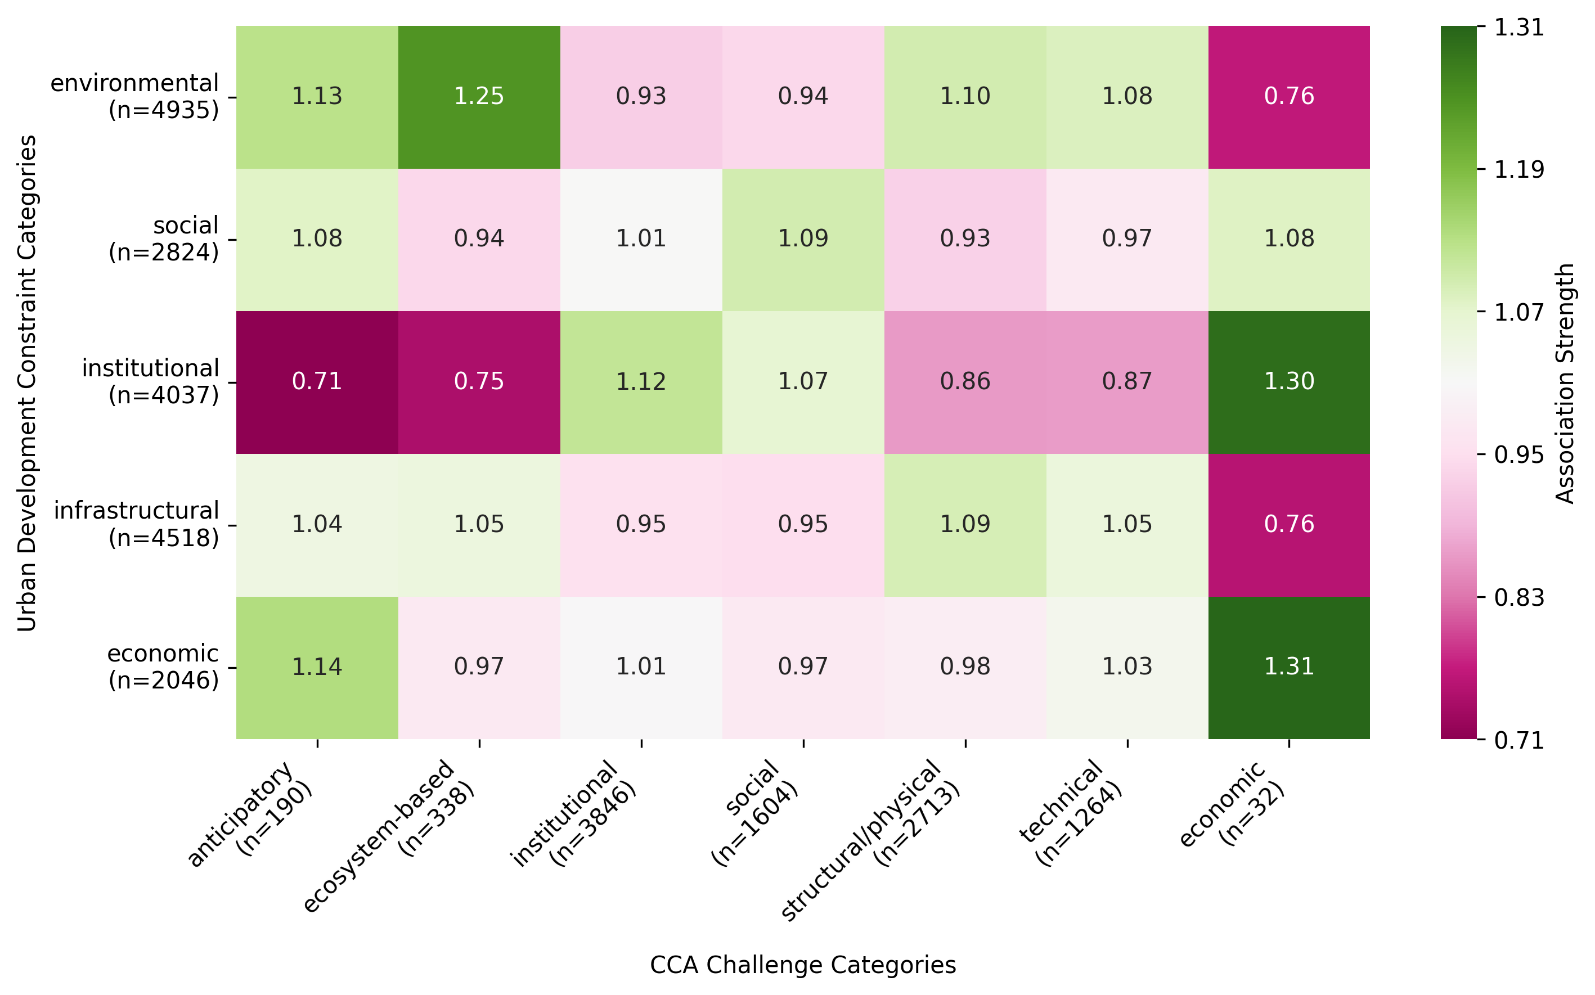 environmental
(n=4935)
1.13 1.25 0.93 0.94 1.10 1.08 0.76
social
(n=2824)
1.08 0.94 1.01 1.09 0.93 0.97 1.08
institutional
(n=4037)
0.71 0.75 1.12 1.07 0.86 0.87 1.30
infrastructural
(n=4518)
1.04 1.05 0.95 0.95 1.09 1.05 0.76
economic
(n=2046)
1.14 0.97 1.01 0.97 0.98 1.03 1.31
Urban Development Constraint Categories
anticipatory
(n=190)
ecosystem-based
(n=338)
institutional
(n=3846)
social
(n=1604)
structural/physical
(n=2713)
technical
(n=1264)
economic
(n=32)
CCA Challenge Categories
1.31
1.19
1.07
0.95
0.83
0.71
Association Strength